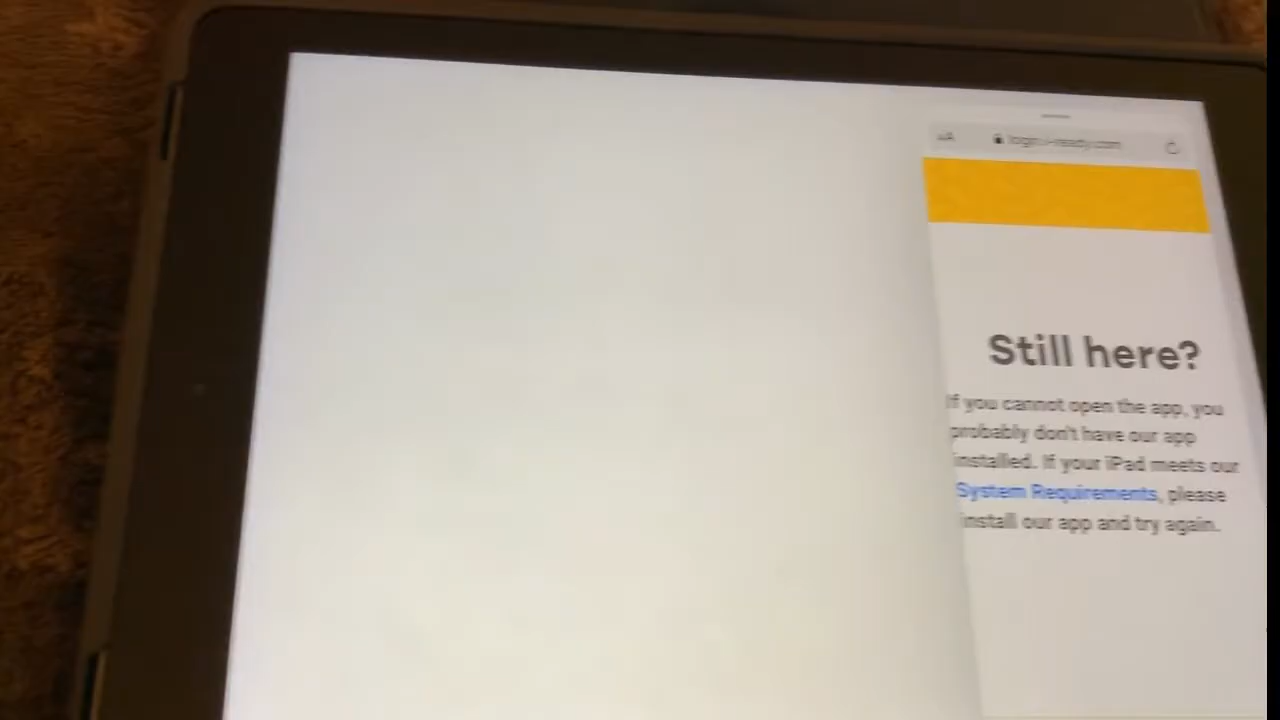 AA login.i-ready.com
Still here?
If you cannot open the app, you
probably don't have our app
installed. If your iPad meets our
System Requirements, please
install our app and try again.